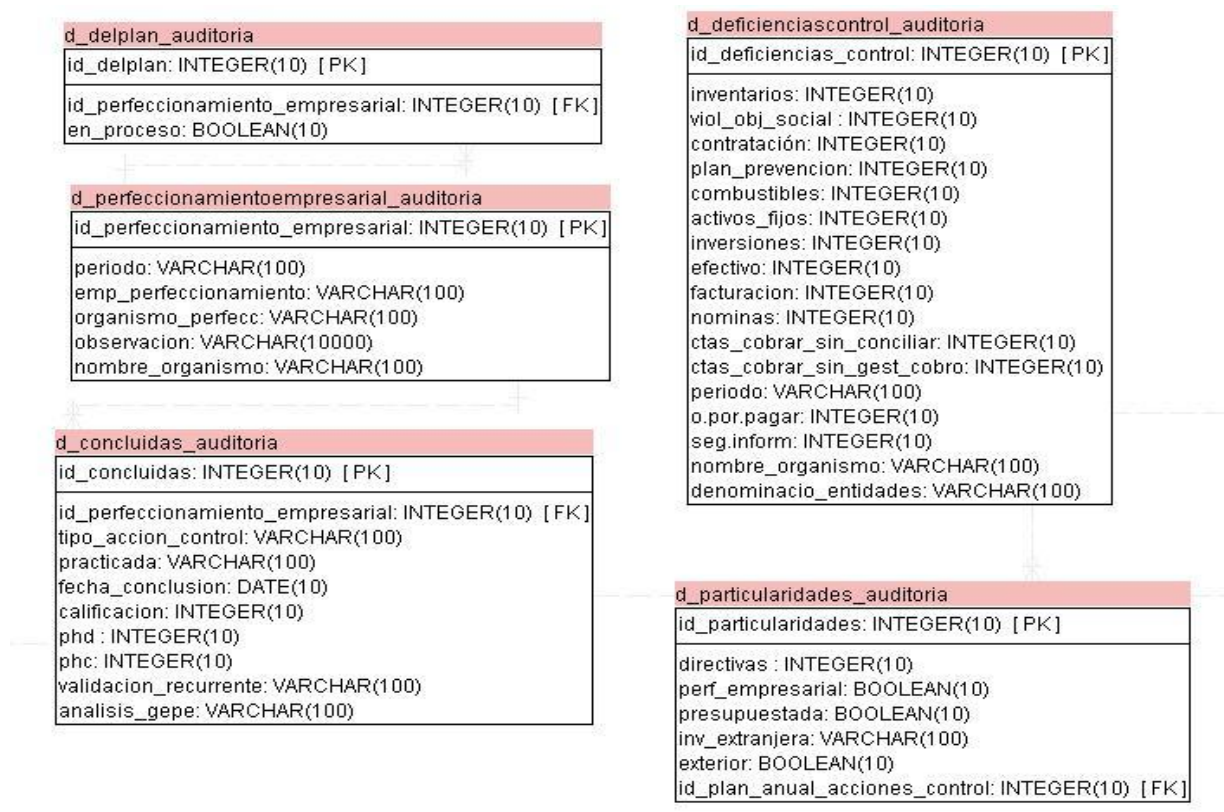 d_delplan_auditoria
id_delplan: INTEGER(10) [PK]
id_perfeccionamiento_empresarial: INTEGER(10) [FK]
en_proceso: BOOLEAN(10)
d_perfeccionamientoempresarial_auditoria
id_perfeccionamiento_empresarial: INTEGER(10) [PK]
periodo: VARCHAR(100)
emp_perfeccionamiento: VARCHAR(100)
organismo_perfecc: VARCHAR(100)
observacion: VARCHAR(10000)
nombre_organismo: VARCHAR(100)
d_concluidas_auditoria
id_concluidas: INTEGER(10) [PK]
id_perfeccionamiento_empresarial: INTEGER(10) [FK]
tipo_accion_control: VARCHAR(100)
practicada: VARCHAR(100)
fecha_conclusion: DATE(10)
calificacion: INTEGER(10)
phd : INTEGER(10)
phc: INTEGER(10)
validacion_recurrente: VARCHAR(100)
analisis_gepe: VARCHAR(100)
d_deficienciascontrol_auditoria
id_deficiencias_control: INTEGER(10) [PK]
inventarios: INTEGER(10)
viol_obj_social : INTEGER(10)
contratación: INTEGER(10)
plan_prevencion: INTEGER(10)
combustibles: INTEGER(10)
activos_fijos: INTEGER(10)
inversiones: INTEGER(10)
efectivo: INTEGER(10)
facturacion: INTEGER(10)
nominas: INTEGER(10)
ctas_cobrar_sin_conciliar: INTEGER(10)
ctas_cobrar_sin_gest_cobro: INTEGER(10)
periodo: VARCHAR(100)
o.por.pagar: INTEGER(10)
seg.inform: INTEGER(10)
nombre_organismo: VARCHAR(100)
denominacio_entidades: VARCHAR(100)
d_particularidades_auditoria
id_particularidades: INTEGER(10) [PK]
directivas : INTEGER(10)
perf_empresarial: BOOLEAN(10)
presupuestada: BOOLEAN(10)
inv_extranjera: VARCHAR(100)
exterior: BOOLEAN(10)
id_plan_anual_acciones_control: INTEGER(10) [FK]